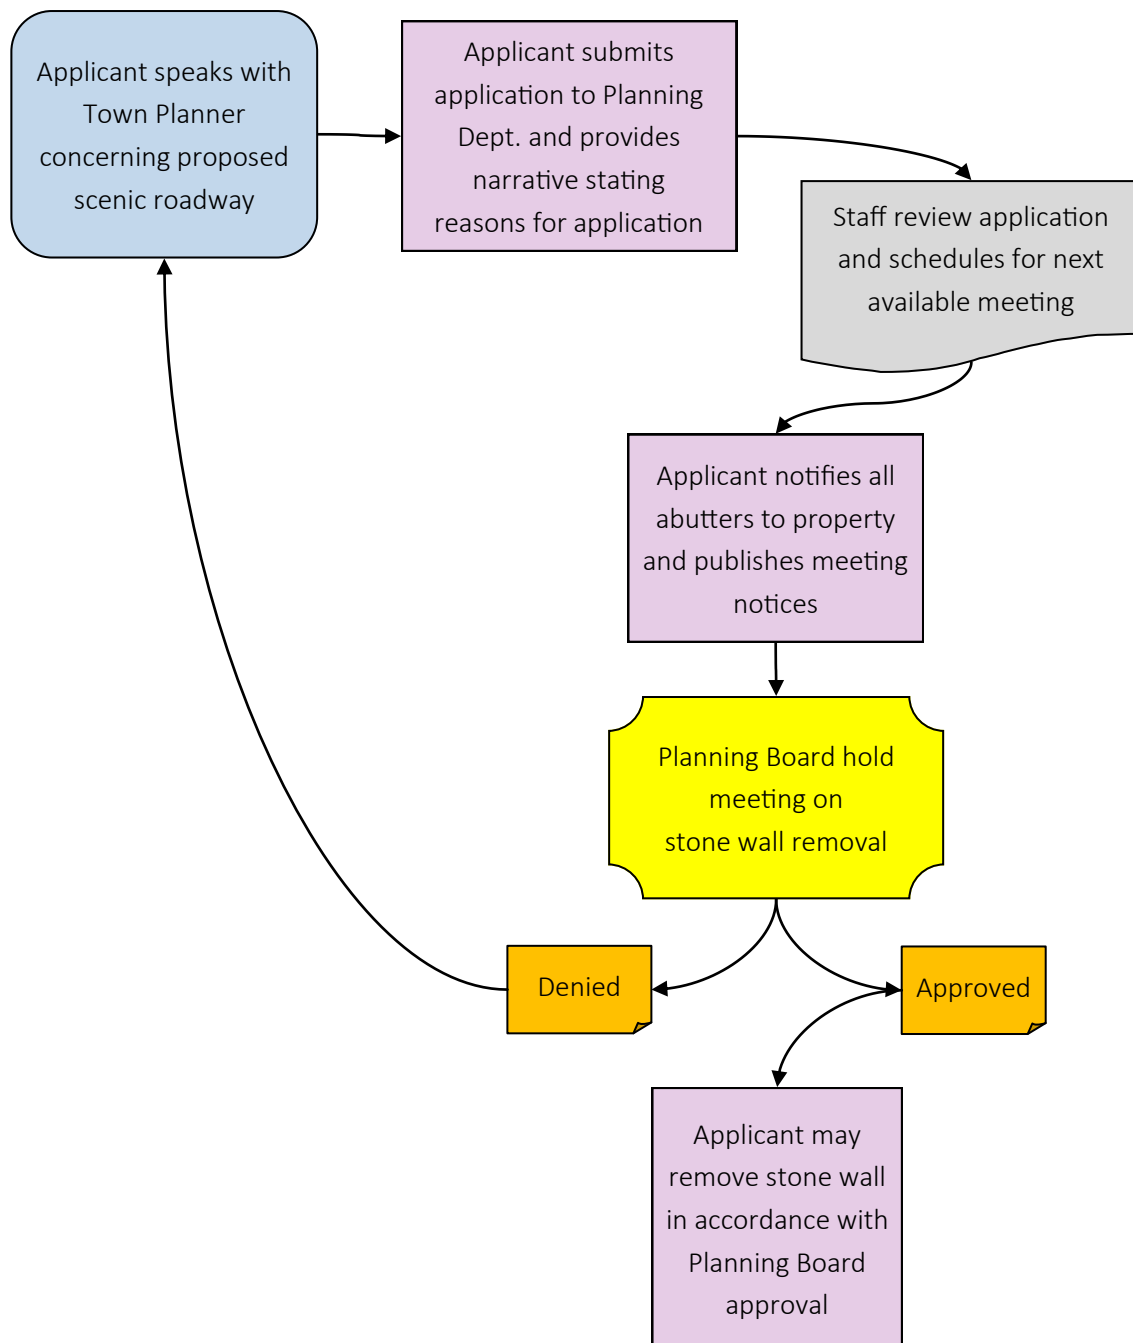 Applicant speaks with
Town Planner
concerning proposed
scenic roadway
Applicant submits
application to Planning
Dept. and provides
narrative stating
reasons for application
Staff review application
and schedules for next
available meeting
Applicant notifies all
abutters to property
and publishes meeting
notices
Planning Board hold
meeting on
stone wall removal
Denied
Approved
Applicant may
remove stone wall
in accordance with
Planning Board
approval